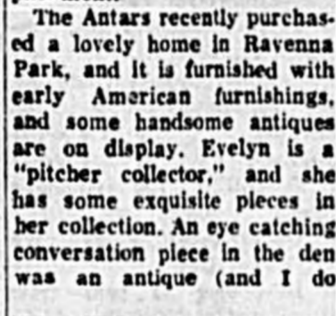 The Antars recently purchas-
ed a lovely home in Ravenna
Park, and it is furnished with
early American furnishings,
and some handsome antiques
are on display. Evelyn is a
"pitcher collector," and she
has some exquisite pieces in
her collection. An eye catching
conversation piece in the den
was an antique (and I do